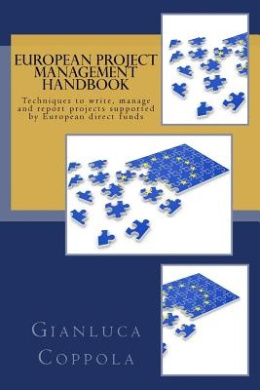 European Project
Management
Handbook
Techniques to write, manage
and report projects supported
by European direct funds
Gianluca
Coppola